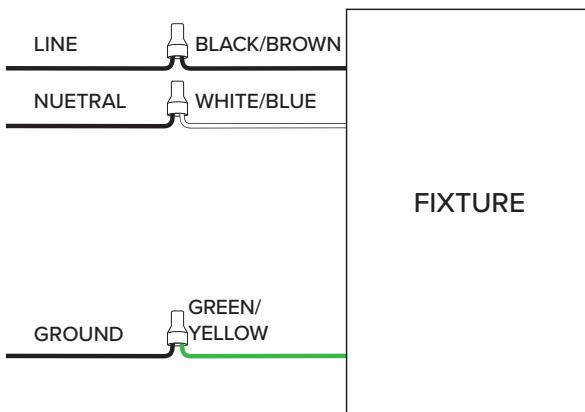 LINE
BLACK/BROWN
NUETRAL
WHITE/BLUE
FIXTURE
GROUND
GREEN/
YELLOW